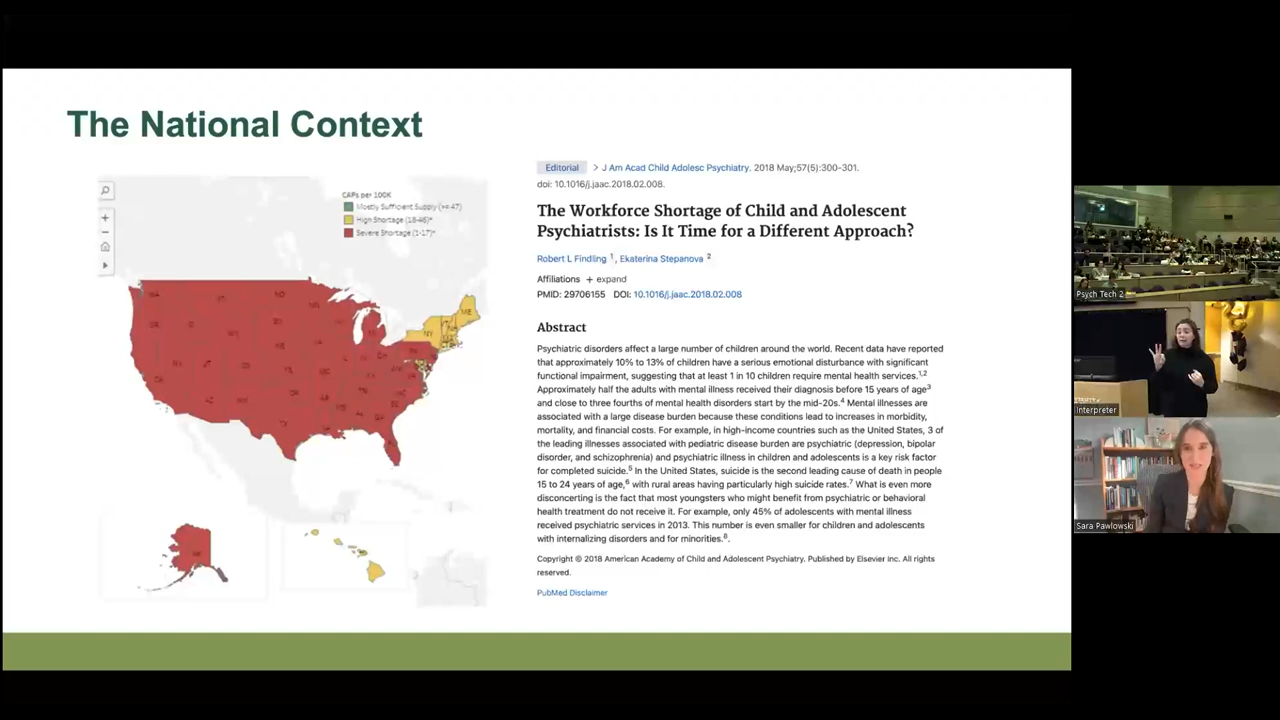 The National Context
CAPs per 100K
Mostly Sufficient Supply (>=47)
High Shortage (18-46)*
Severe Shortage (1-17)*
NY
ME
Editorial > J Am Acad Child Adolesc Psychiatry. 2018 May;57(5):300-301.
doi: 10.1016/j.jaac.2018.02.008.
The Workforce Shortage of Child and Adolescent
Psychiatrists: Is It Time for a Different Approach?
Robert L Findling 1, Ekaterina Stepanova 2
Affiliations + expand
PMID: 29706155 DOI: 10.1016/j.jaac.2018.02.008
Abstract
Psychiatric disorders affect a large number of children around the world. Recent data have reported
that approximately 10% to 13% of children have a serious emotional disturbance with significant
functional impairment, suggesting that at least 1 in 10 children require mental health services.1,2
Approximately half the adults with mental illness received their diagnosis before 15 years of age3
and close to three fourths of mental health disorders start by the mid-20s.4 Mental illnesses are
associated with a large disease burden because these conditions lead to increases in morbidity,
mortality, and financial costs. For example, in high-income countries such as the United States, 3 of
the leading illnesses associated with pediatric disease burden are psychiatric (depression, bipolar
disorder, and schizophrenia) and psychiatric illness in children and adolescents is a key risk factor
for completed suicide.5 In the United States, suicide is the second leading cause of death in people
15 to 24 years of age,6 with rural areas having particularly high suicide rates.7 What is even more
disconcerting is the fact that most youngsters who might benefit from psychiatric or behavioral
health treatment do not receive it. For example, only 45% of adolescents with mental illness
received psychiatric services in 2013. This number is even smaller for children and adolescents
with internalizing disorders and for minorities.8.
Copyright © 2018 American Academy of Child and Adolescent Psychiatry. Published by Elsevier Inc. All rights
reserved.
PubMed Disclaimer
Psych Tech 2
Interpreter
Sara Pawlowski